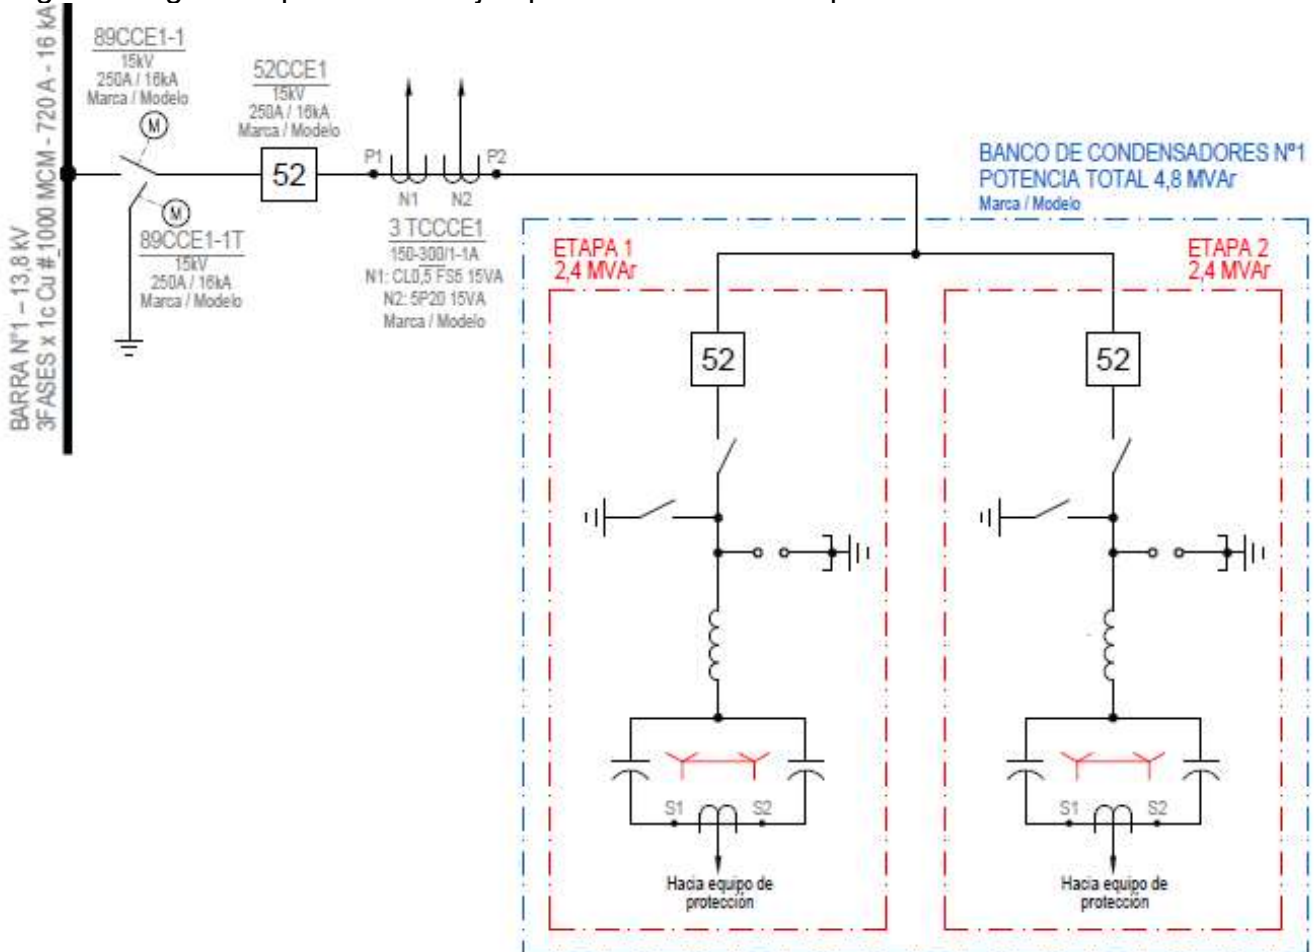 BARRA Nº1 – 13,8 kV
3FASES x 1c Cu # 1000 MCM - 720 A - 16 kA
89CCE1-1
15kV
250A / 16kA
Marca / Modelo
M
M
89CCE1-1T
15kV
250A / 16kA
Marca / Modelo
52CCE1
15kV
250A / 16kA
Marca / Modelo
52
P1
P2
N1
N2
3 TCCCE1
150-300/1-1A
N1: CL0,5 FS5 15VA
N2: 5P20 15VA
Marca / Modelo
BANCO DE CONDENSADORES Nº1
POTENCIA TOTAL 4,8 MVAr
Marca / Modelo
ETAPA 1
2,4 MVAr
52
S1
S2
Hacia equipo de
protección
ETAPA 2
2,4 MVAr
52
S1
S2
Hacia equipo de
protección